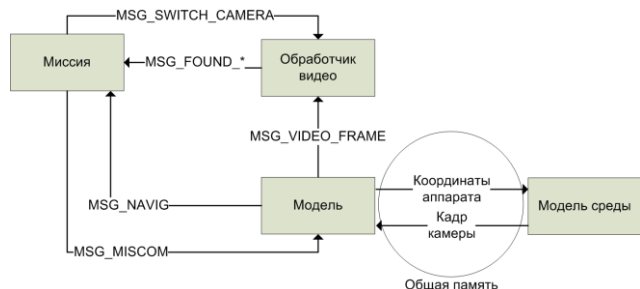 MSG_SWITCH_CAMERA
Миссия
MSG_FOUND_*
Обработчик
видео
MSG_VIDEO_FRAME
Координаты
аппарата
MSG_NAVIG
Модель
Модель среды
Кадр
камеры
MSG_MISCOM
Общая память